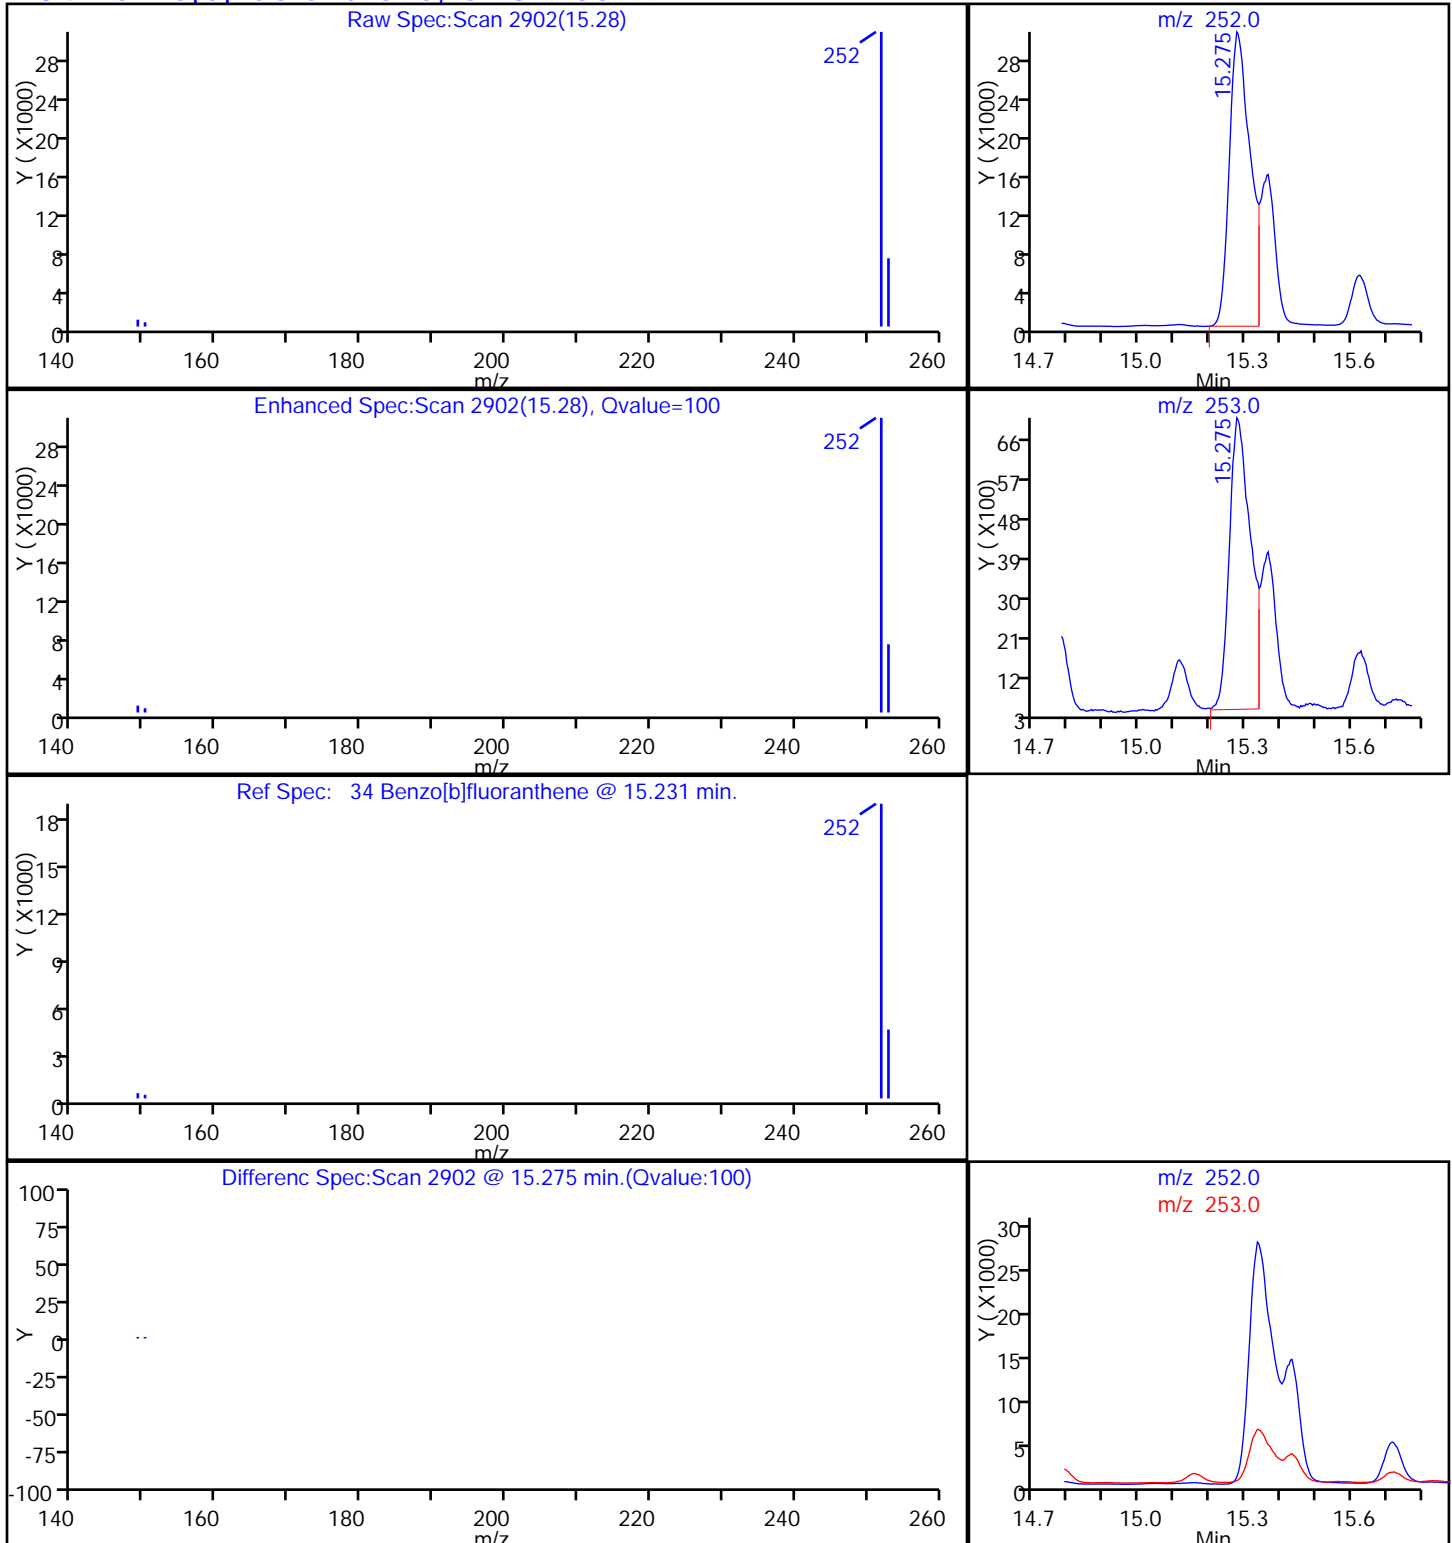 Raw Spec:Scan 2902(15.28)
252
Y ( X1000)
28
24
20
16
12
8
4
0
140 160 180 200 220 240 260
m/z
m/z 252.0
15.275
Y ( X1000)
28
24
20
16
12
8
4
0
14.7 15.0 15.3 15.6
Min
Enhanced Spec:Scan 2902(15.28), Qvalue=100
252
Y ( X1000)
28
24
20
16
12
8
4
0
140 160 180 200 220 240 260
m/z
m/z 253.0
15.275
Y ( X100)
66
57
48
39
30
21
12
3
14.7 15.0 15.3 15.6
Min
Ref Spec: 34 Benzo[b]fluoranthene @ 15.231 min.
252
Y ( X1000)
18
15
12
9
6
3
0
140 160 180 200 220 240 260
m/z
Differenc Spec:Scan 2902 @ 15.275 min.(Qvalue:100)
Y
100
75
50
25
0
-25
-50
-75
-100
140 160 180 200 220 240 260
m/z
m/z 252.0
m/z 253.0
Y ( X1000)
30
25
20
15
10
5
0
14.7 15.0 15.3 15.6
Min